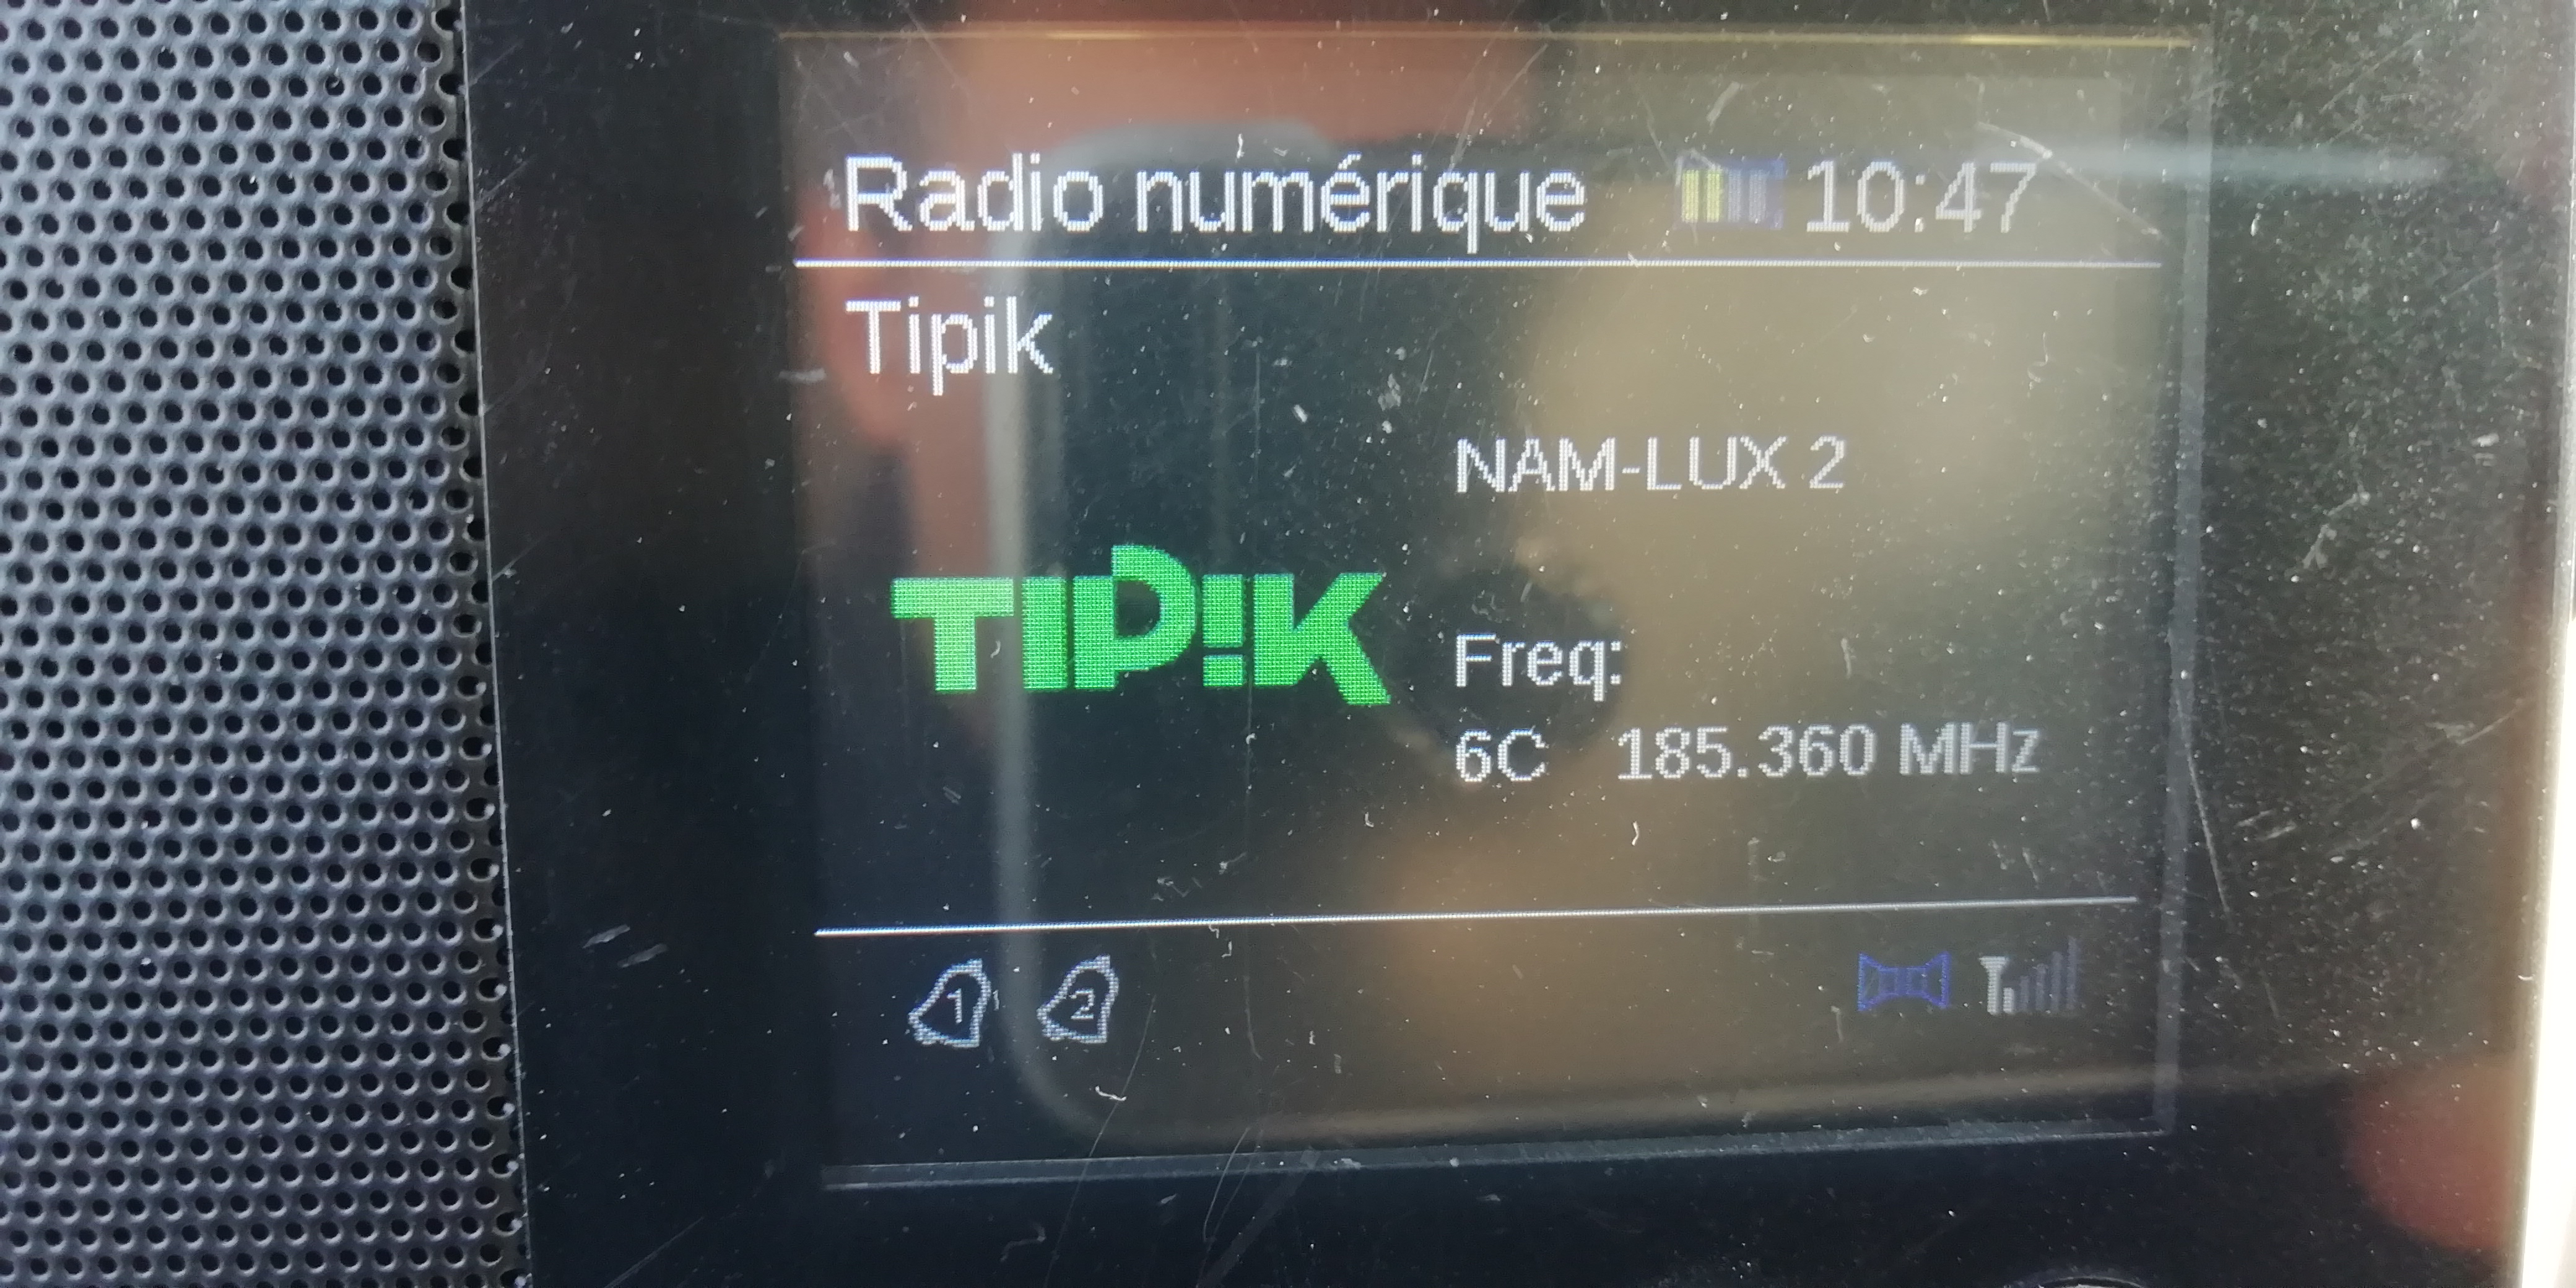 Radio numérique 10:47
Tipik
NAM-LUX 2
TIPIK
Freq:
6C 185.360 MHz
1 2